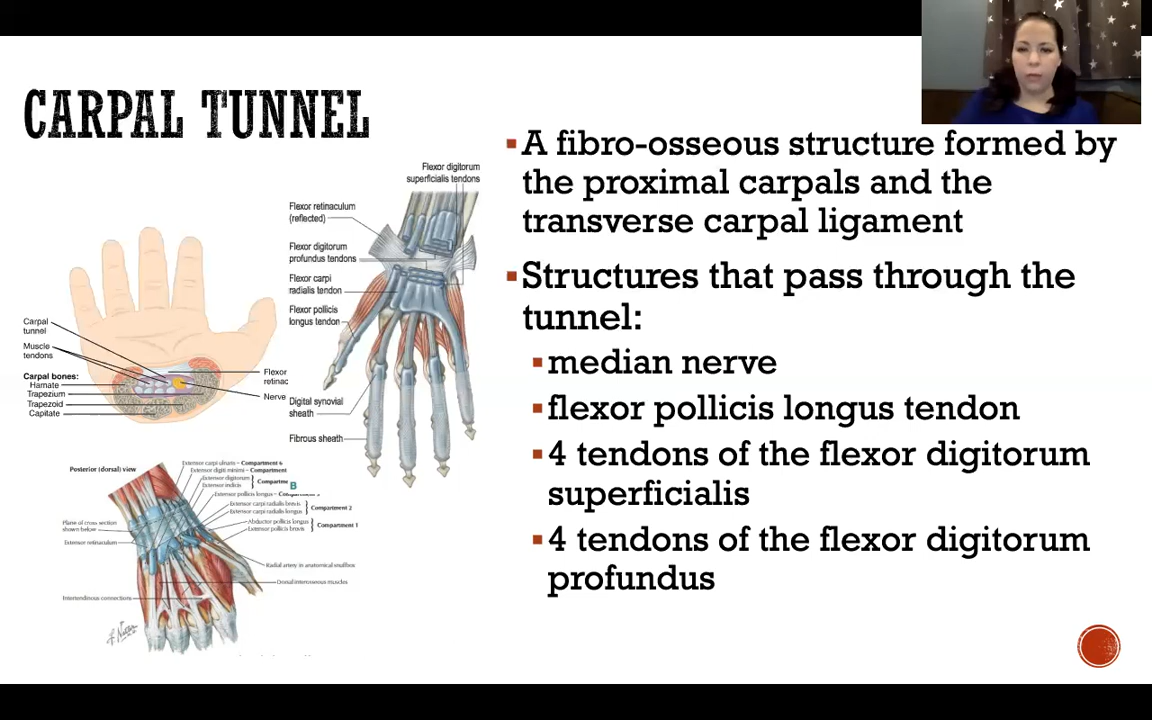 CARPAL TUNNEL
A fibro-osseous structure formed by
the proximal carpals and the
transverse carpal ligament
Structures that pass through the
tunnel:
median nerve
flexor pollicis longus tendon
4 tendons of the flexor digitorum
superficialis
4 tendons of the flexor digitorum
profundus
Flexor digitorum
superficialis tendons
Flexor retinaculum
(reflected)
Flexor digitorum
profundus tendons
Flexor carpi
radialis tendon
Flexor pollicis
longus tendon
Digital synovial
sheath
Fibrous sheath
Carpal
tunnel
Muscle
tendons
Carpal bones:
Hamate
Trapezium
Trapezoid
Capitate
Flexor
retinac
Nerve
Posterior (dorsal) view
Extensor carpi ulnaris – Compartment 6
Extensor digiti minimi – Compartment
Extensor digitorum
Extensor indicis
Compartme
B
Extensor pollicis longus –
Extensor carpi radialis brevis
Extensor carpi radialis longus
Compartment 2
Abductor pollicis longus
Extensor pollicis brevis
Compartment 1
Plane of cross section
shown below
Extensor retinaculum
Radial artery in anatomical snuffbox
Dorsal interosseous muscles
Intertendinous connections